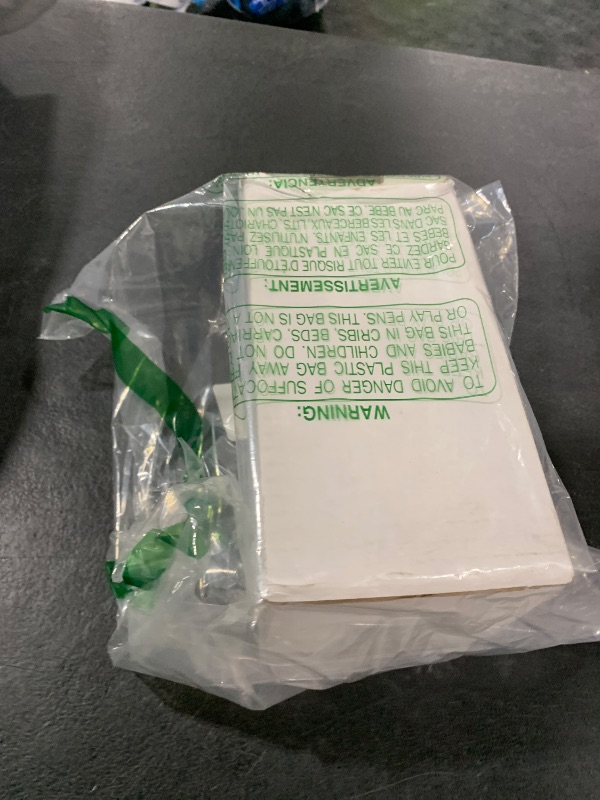 WARNING:
TO AVOID DANGER OF SUFFOCA
KEEP THIS PLASTIC BAG AWAY FR
BABIES AND CHILDREN. DO NOT
THIS BAG IN CRIBS, BEDS, CARRIA
OR PLAY PENS. THIS BAG IS NOT A
AVERTISSEMENT:
POUR EVITER TOUT RISQUE D'ETOUFFEM
GARDEZ CE SAC EN PLASTIQUE LOIN
BEBES ET LES ENFANTS. N'UTILISEZ PAS
SAC DANS LES BERCEAUX, LITS, CHARIOTS
PARC AU BEBE. CE SAC N'EST PAS UN JOU
ADVERTENCIA: